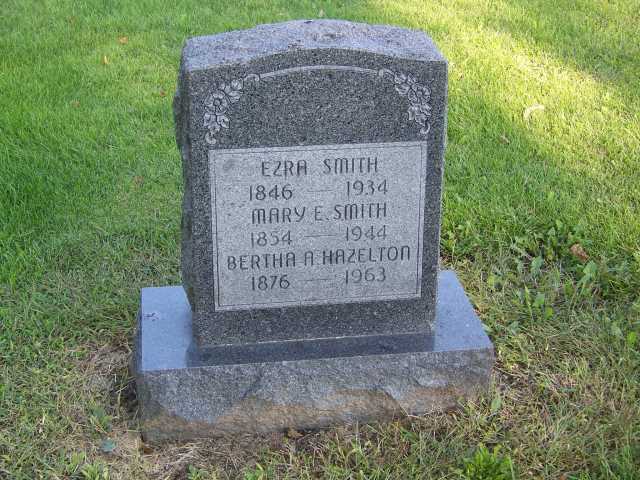 EZRA SMITH
1846 — 1934
MARY E. SMITH
1854 — 1944
BERTHA A. HAZELTON
1876 — 1963